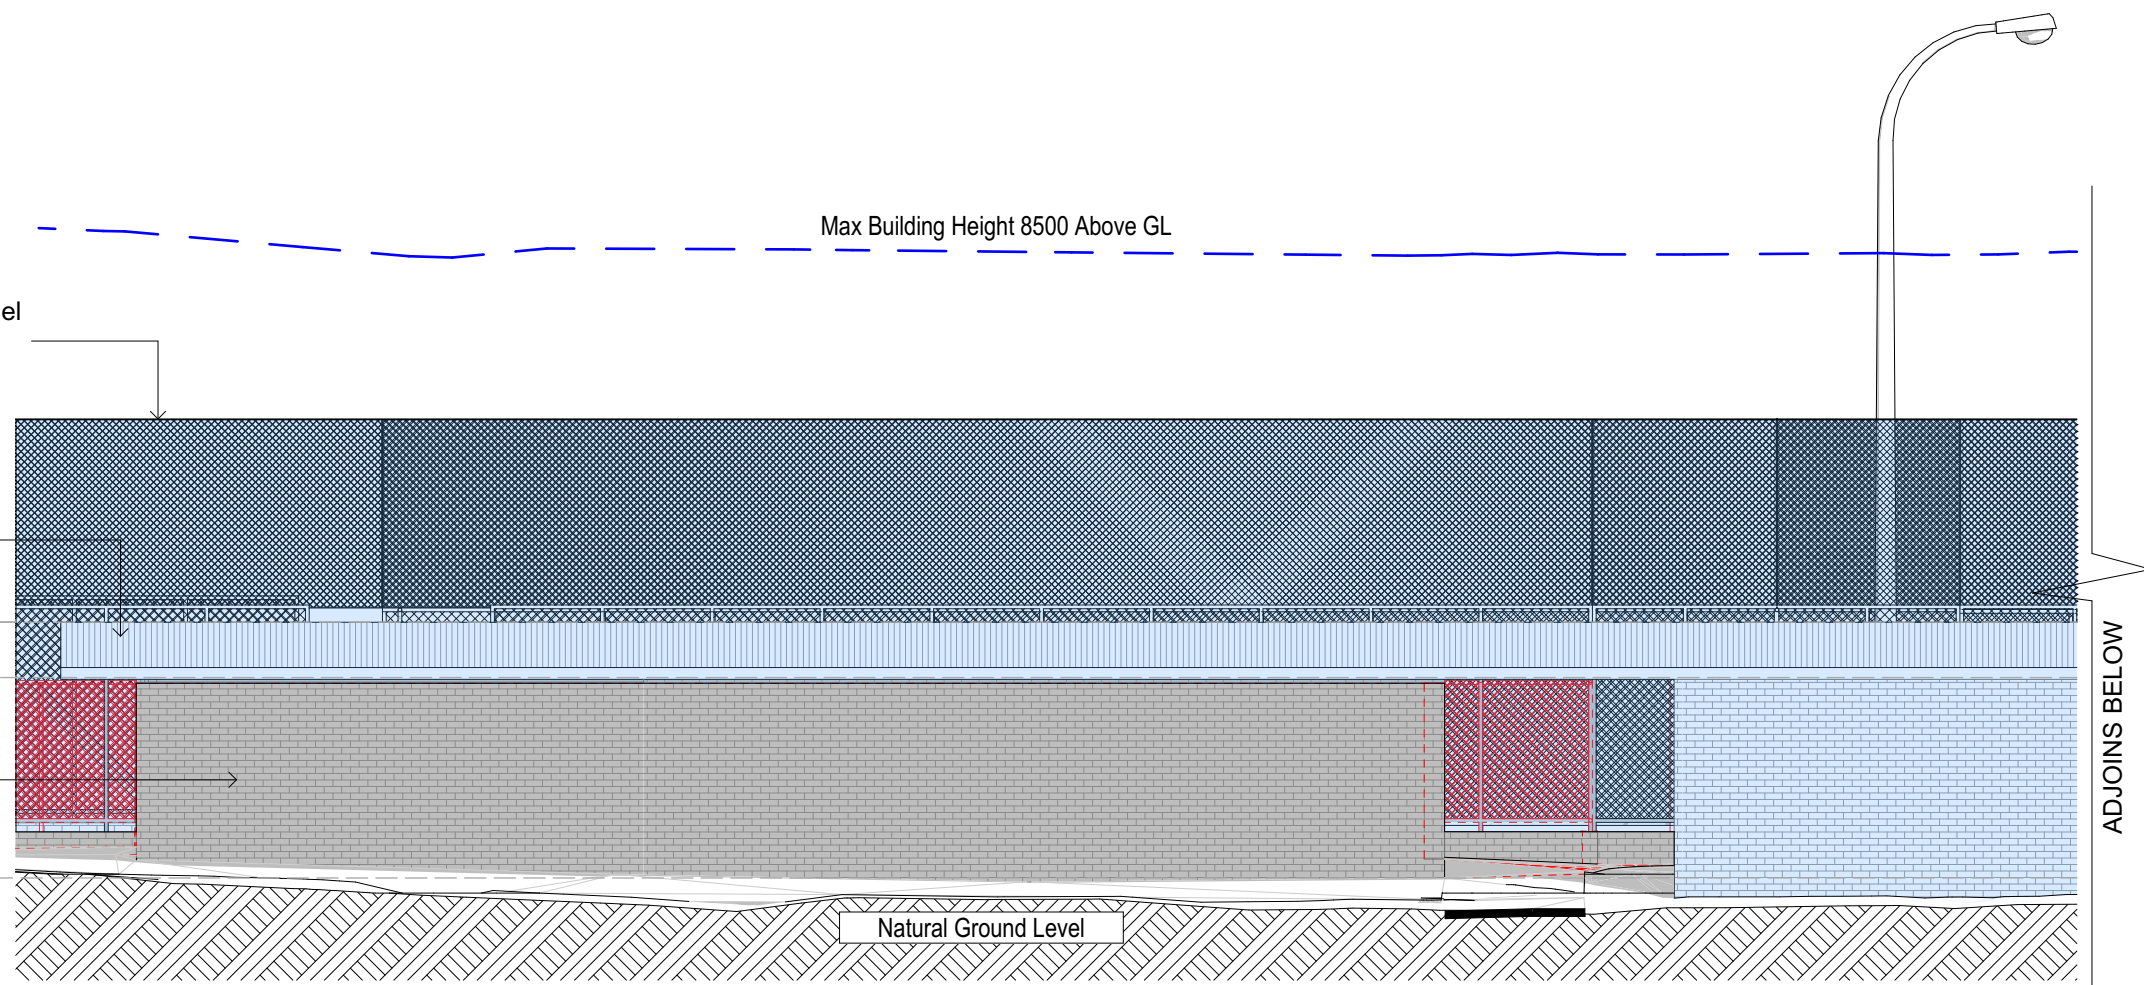 Max Building Height 8500 Above GL
el
ADJOINS BELOW
Natural Ground Level